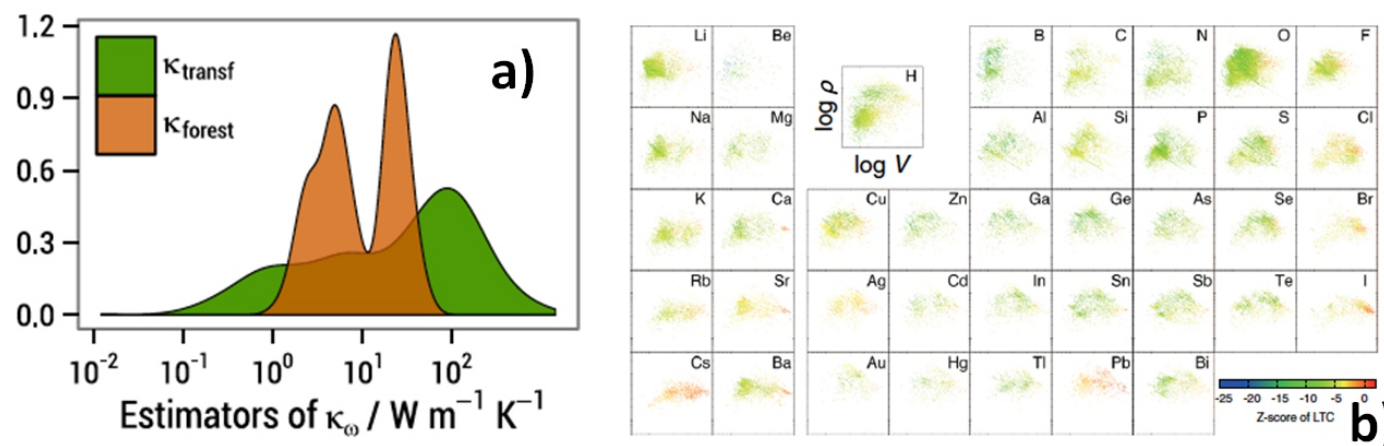 1.2
0.9
0.6
0.3
0.0
κtransf
κforest
a)
10⁻² 10⁻¹ 10⁰ 10¹ 10²
Estimators of κω / W m⁻¹ K⁻¹
Li Be B C N O F
H
log ρ
log V
Na Mg Al Si P S Cl
K Ca Cu Zn Ga Ge As Se Br
Rb Sr Ag Cd In Sn Sb Te I
Cs Ba Au Hg Tl Pb Bi
-25 -20 -15 -10 -5 0
Z-score of LTC
b)